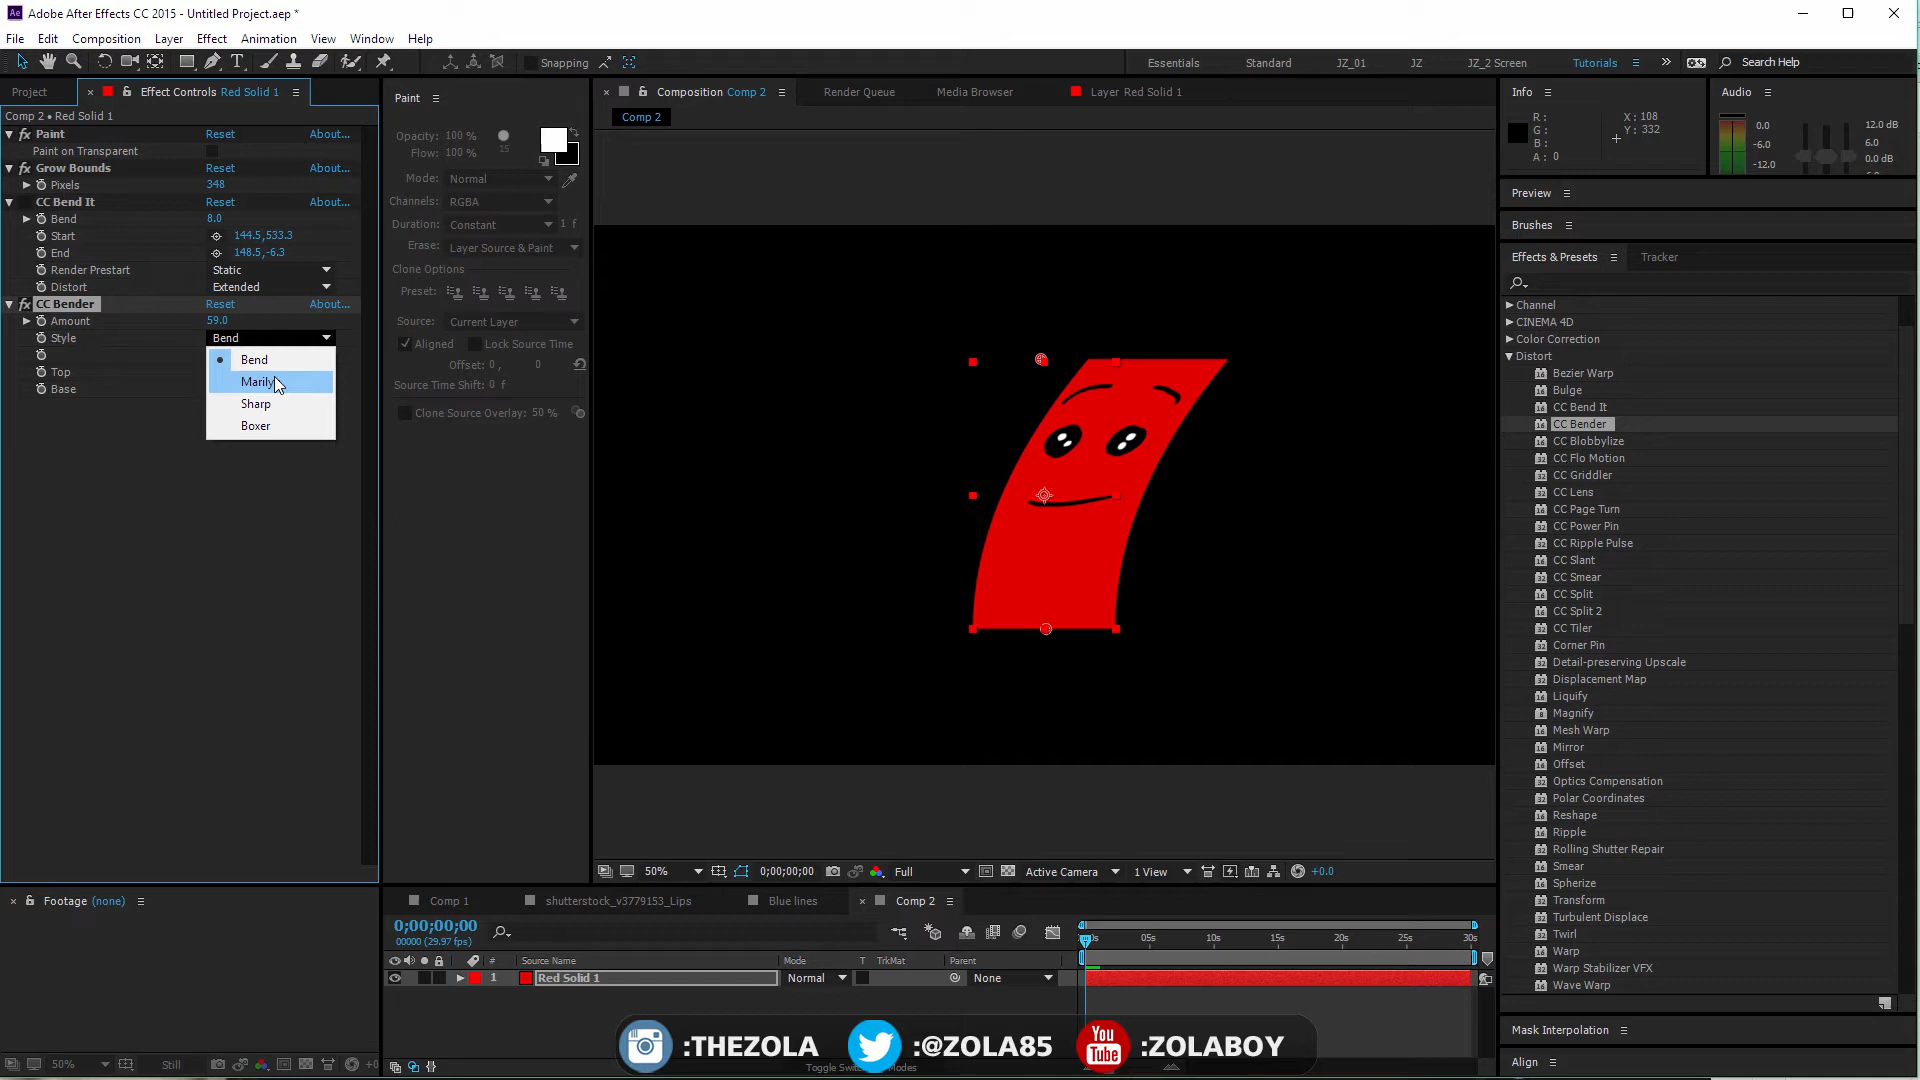 Adobe After Effects CC 2015 - Untitled Project.aep *
File Edit Composition Layer Effect Animation View Window Help
Snapping
Essentials Standard JZ_01 JZ JZ_2 Screen Tutorials Search Help
Project Effect Controls Red Solid 1
Comp 2 • Red Solid 1
fx Paint Reset About...
Paint on Transparent
fx Grow Bounds Reset About...
Pixels 348
CC Bend It Reset About...
Bend 8.0
Start 144.5,533.3
End 148.5,-6.3
Render Prestart Static
Distort Extended
fx CC Bender Reset About...
Amount 59.0
Style Bend
Bend
Marily
Sharp
Boxer
Top
Base
Paint
Opacity: 100 %
Flow: 100 %
15
Mode: Normal
Channels: RGBA
Duration: Constant 1 f
Erase: Layer Source & Paint
Clone Options
Preset:
Source: Current Layer
Aligned Lock Source Time
Offset: 0, 0
Source Time Shift: 0 f
Clone Source Overlay: 50 %
Composition Comp 2 Render Queue Media Browser Layer Red Solid 1
Comp 2
50% 0;00;00;00 Full Active Camera 1 View +0.0
Info
R:
G:
B:
A: 0
X: 108
Y: 332
Audio
0.0
-6.0
-12.0
12.0 dB
6.0
0.0 dB
-6.0
-12.0 dB
Preview
Brushes
Effects & Presets Tracker
Channel
CINEMA 4D
Color Correction
Distort
Bezier Warp
Bulge
CC Bend It
CC Bender
CC Blobbylize
CC Flo Motion
CC Griddler
CC Lens
CC Page Turn
CC Power Pin
CC Ripple Pulse
CC Slant
CC Smear
CC Split
CC Split 2
CC Tiler
Corner Pin
Detail-preserving Upscale
Displacement Map
Liquify
Magnify
Mesh Warp
Mirror
Offset
Optics Compensation
Polar Coordinates
Reshape
Ripple
Rolling Shutter Repair
Smear
Spherize
Transform
Turbulent Displace
Twirl
Warp
Warp Stabilizer VFX
Wave Warp
Mask Interpolation
Align
Footage (none)
50% Still
Comp 1 shutterstock_v3779153_Lips Blue lines Comp 2
0;00;00;00
00000 (29.97 fps)
05s 10s 15s 20s 25s 30s
# Source Name Mode T TrkMat Parent
1 Red Solid 1 Normal None
:THEZOLA :@ZOLA85 You Tube :ZOLABOY